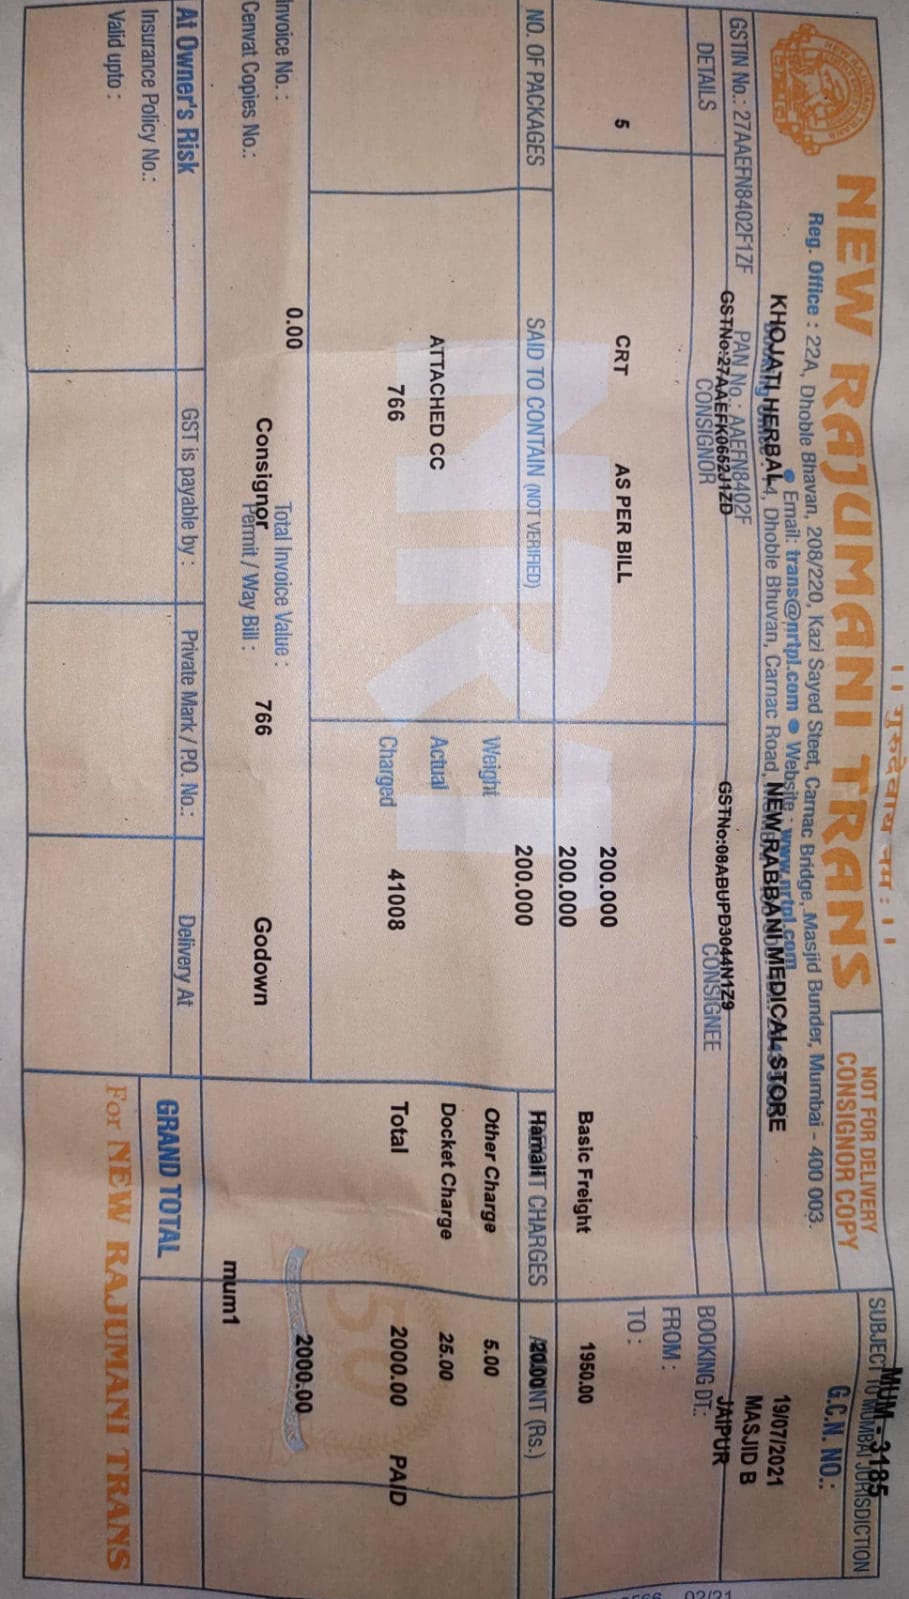 ।। गुरुदेवाय नमः ।।
NEW RAJUMANI TRANS
NOT FOR DELIVERY
CONSIGNOR COPY
SUBJECT TO MUMBAI JURISDICTION
MUM - 3185
G.C.N. NO.:
Reg. Office : 22A, Dhoble Bhavan, 208/220, Kazi Sayed Steet, Carnac Bridge, Masjid Bunder, Mumbai - 400 003.
Email: trans@nrtpl.com Website : www.nrtpl.com
KHOJATI HERBAL
4, Dhoble Bhuvan, Carnac Road,
NEW RABBANI MEDICAL STORE
19/07/2021
GSTIN No.: 27AAEFN8402F1ZF PAN No.: AAEFN8402F
MASJID B
GSTNo:27AAEFK0652J1ZD GSTNo:08ABUPD3044N1Z9
JAIPUR
DETAILS CONSIGNOR CONSIGNEE BOOKING DT.:
FROM :
TO :
5 CRT AS PER BILL 200.000
200.000 Basic Freight 1950.00
NO. OF PACKAGES SAID TO CONTAIN (NOT VERIFIED) 200.000 Hamali CHARGES 20.00 (Rs.)
Weight Other Charge 5.00
ATTACHED CC Actual Docket Charge 25.00
766 Charged 41008 Total 2000.00 PAID
0.00 2000.00
Invoice No. : Total Invoice Value :
Consignor 766 Godown
Cenvat Copies No.: Permit / Way Bill :
mum1
At Owner's Risk GST is payable by : Private Mark / P.O. No.: Delivery At GRAND TOTAL
Insurance Policy No.:
Valid upto :
For NEW RAJUMANI TRANS
02/21